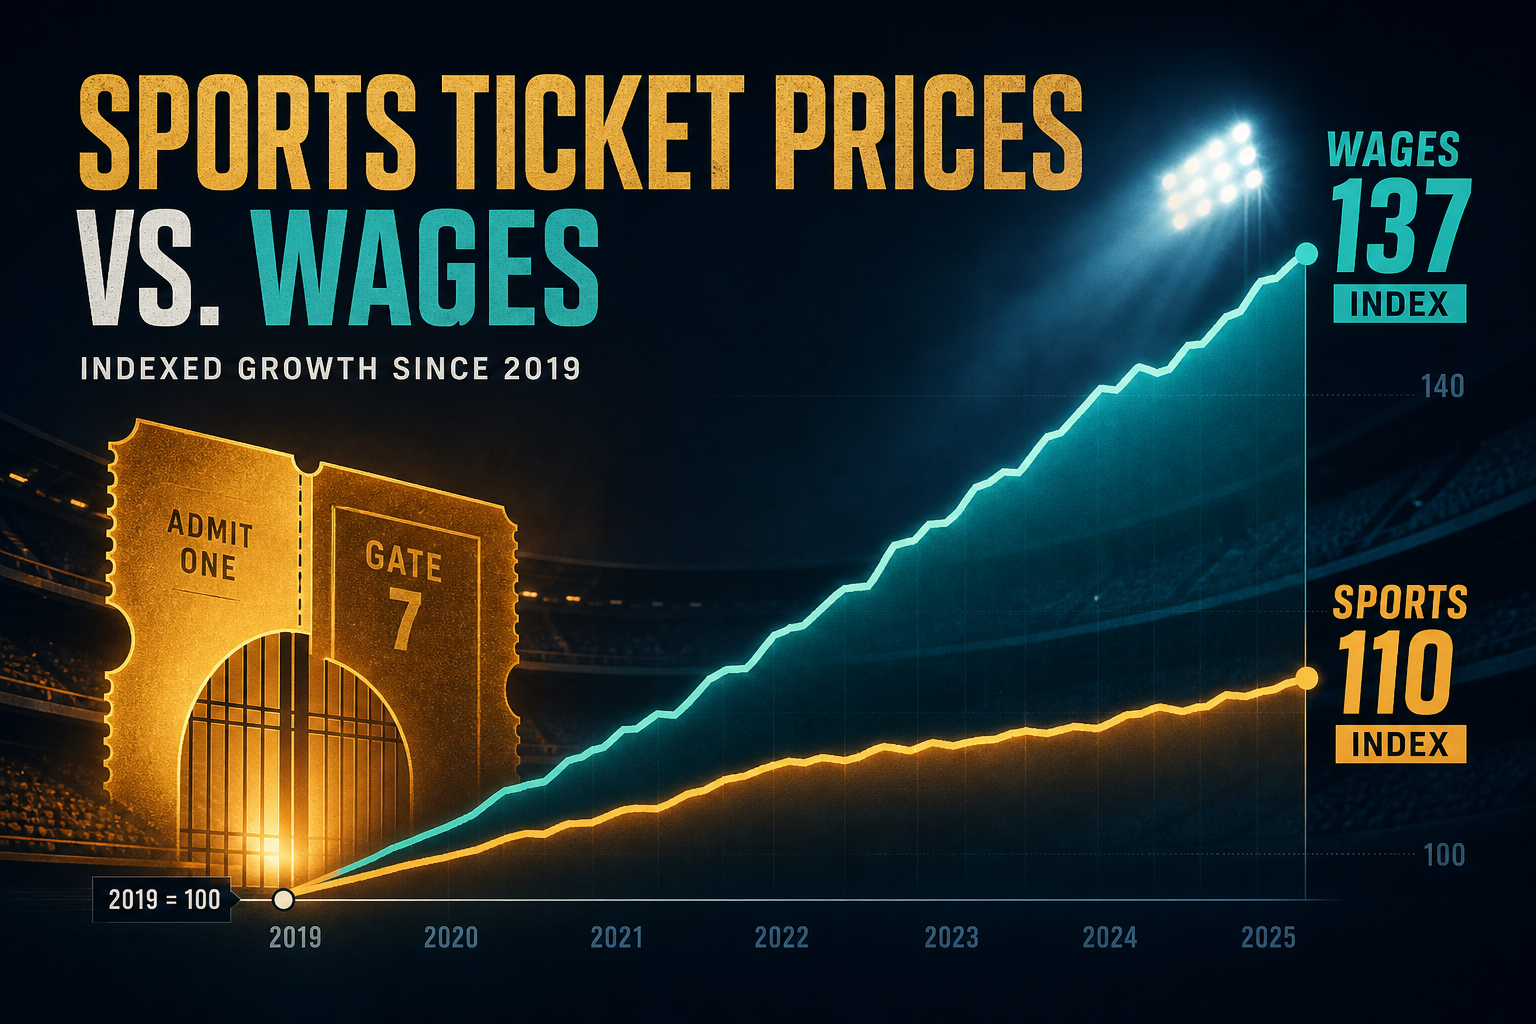 SPORTS TICKET PRICES
VS. WAGES
INDEXED GROWTH SINCE 2019
WAGES
137
INDEX
140
ADMIT
ONE
GATE
7
SPORTS
110
INDEX
100
2019 = 100
2019 2020 2021 2022 2023 2024 2025